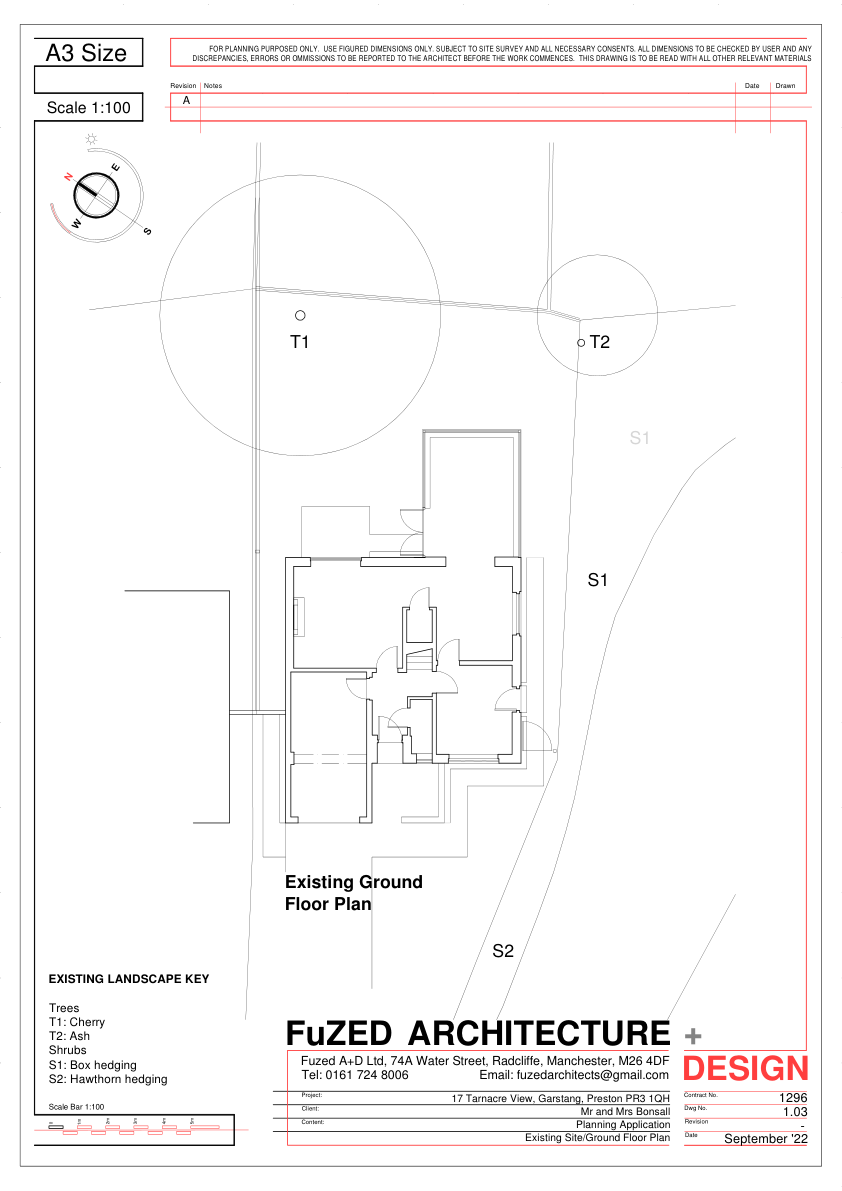 A3 Size
FOR PLANNING PURPOSED ONLY. USE FIGURED DIMENSIONS ONLY. SUBJECT TO SITE SURVEY AND ALL NECESSARY CONSENTS. ALL DIMENSIONS TO BE CHECKED BY USER AND ANY
DISCREPANCIES, ERRORS OR OMMISSIONS TO BE REPORTED TO THE ARCHITECT BEFORE THE WORK COMMENCES. THIS DRAWING IS TO BE READ WITH ALL OTHER RELEVANT MATERIALS
Scale 1:100
Revision Notes Date Drawn
A
N
E
W
S
T1
T2
S1
S1
Existing Ground
Floor Plan
S2
EXISTING LANDSCAPE KEY
Trees
T1: Cherry
T2: Ash
Shrubs
S1: Box hedging
S2: Hawthorn hedging
Scale Bar 1:100
0 1m 2m 3m 4m 5m
FuZED ARCHITECTURE +
DESIGN
Fuzed A+D Ltd, 74A Water Street, Radcliffe, Manchester, M26 4DF
Tel: 0161 724 8006 Email: fuzedarchitects@gmail.com
Project: 17 Tarnacre View, Garstang, Preston PR3 1QH
Client: Mr and Mrs Bonsall
Content: Planning Application
Existing Site/Ground Floor Plan
Contract No. 1296
Dwg No. 1.03
Revision -
Date September '22